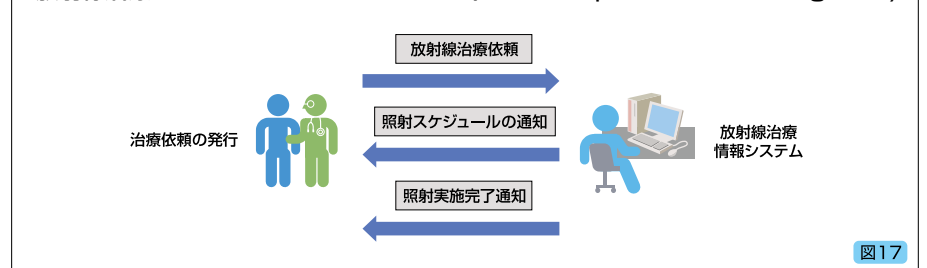 放射線治療依頼
照射スケジュールの通知
治療依頼の発行
放射線治療
情報システム
照射実施完了通知
図17